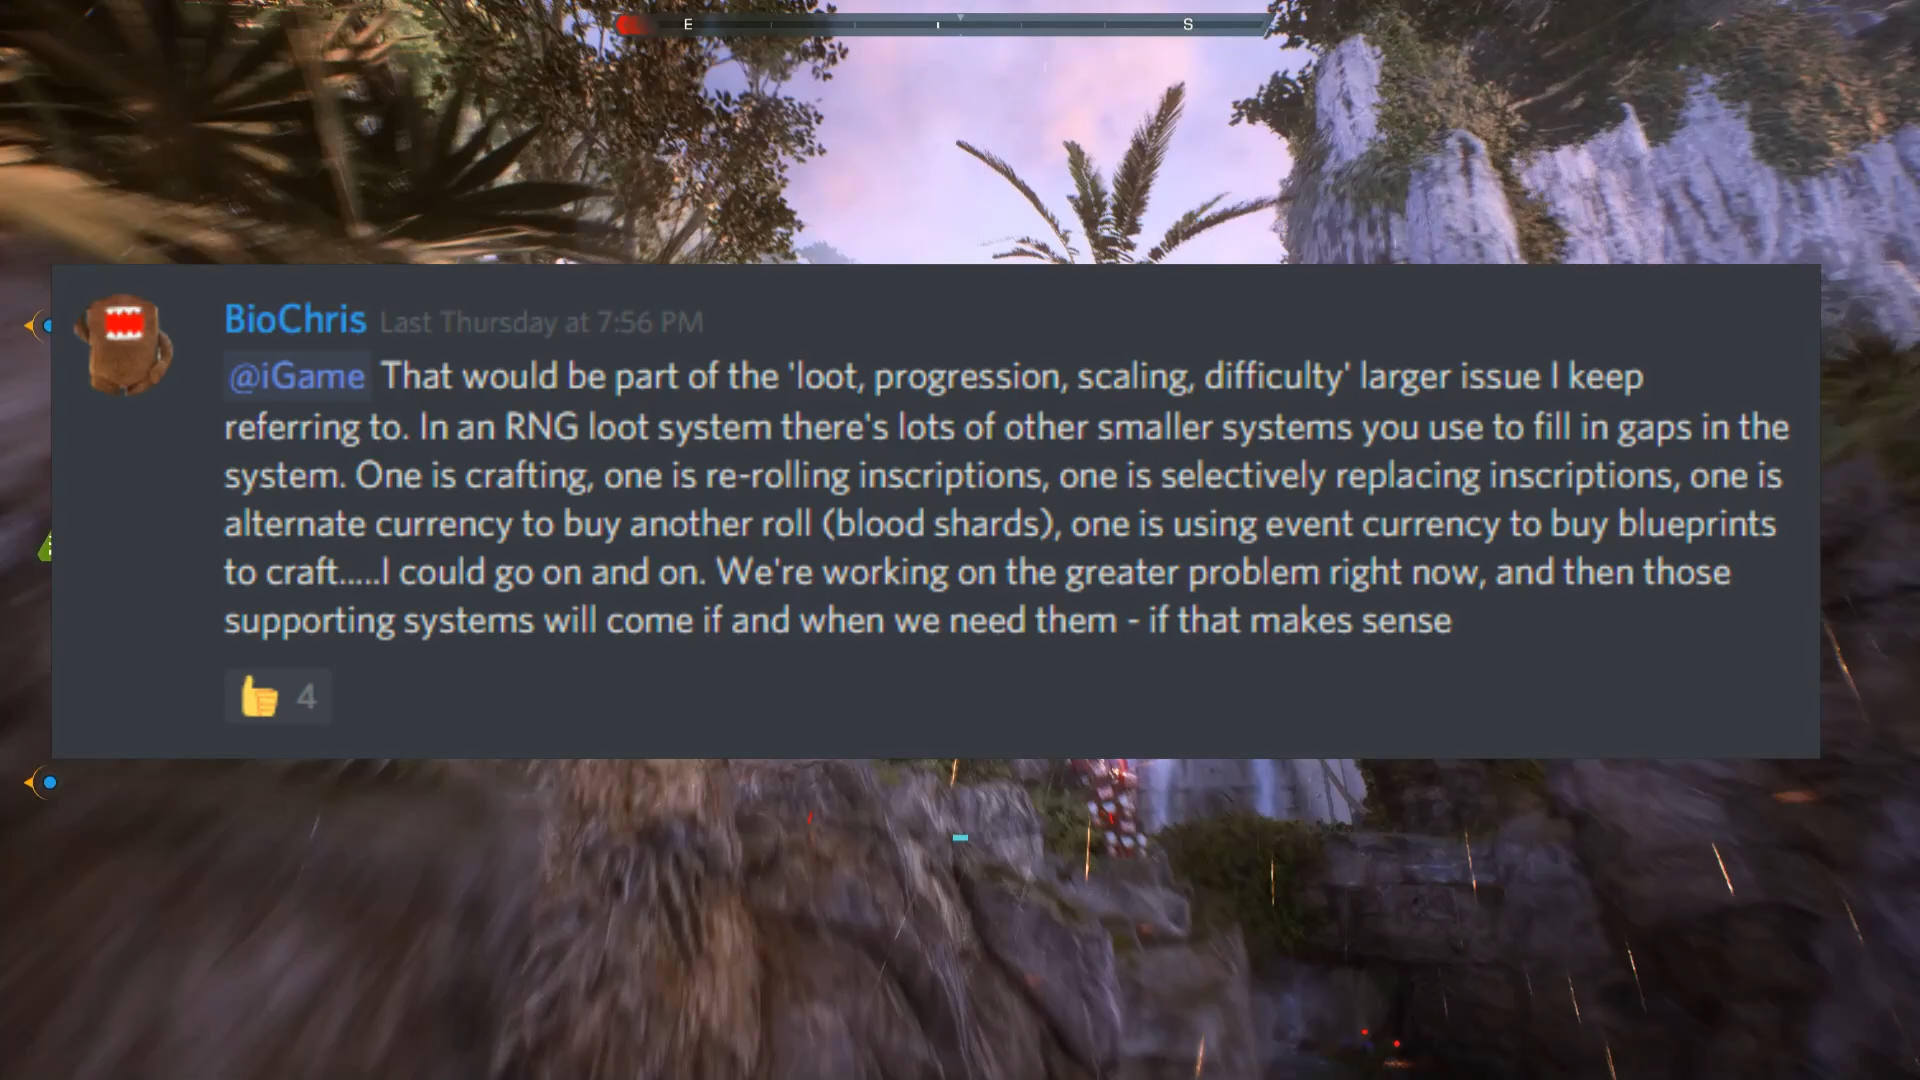 E S
BioChris Last Thursday at 7:56 PM
@iGame That would be part of the 'loot, progression, scaling, difficulty' larger issue I keep
referring to. In an RNG loot system there's lots of other smaller systems you use to fill in gaps in the
system. One is crafting, one is re-rolling inscriptions, one is selectively replacing inscriptions, one is
alternate currency to buy another roll (blood shards), one is using event currency to buy blueprints
to craft.....I could go on and on. We're working on the greater problem right now, and then those
supporting systems will come if and when we need them - if that makes sense
4